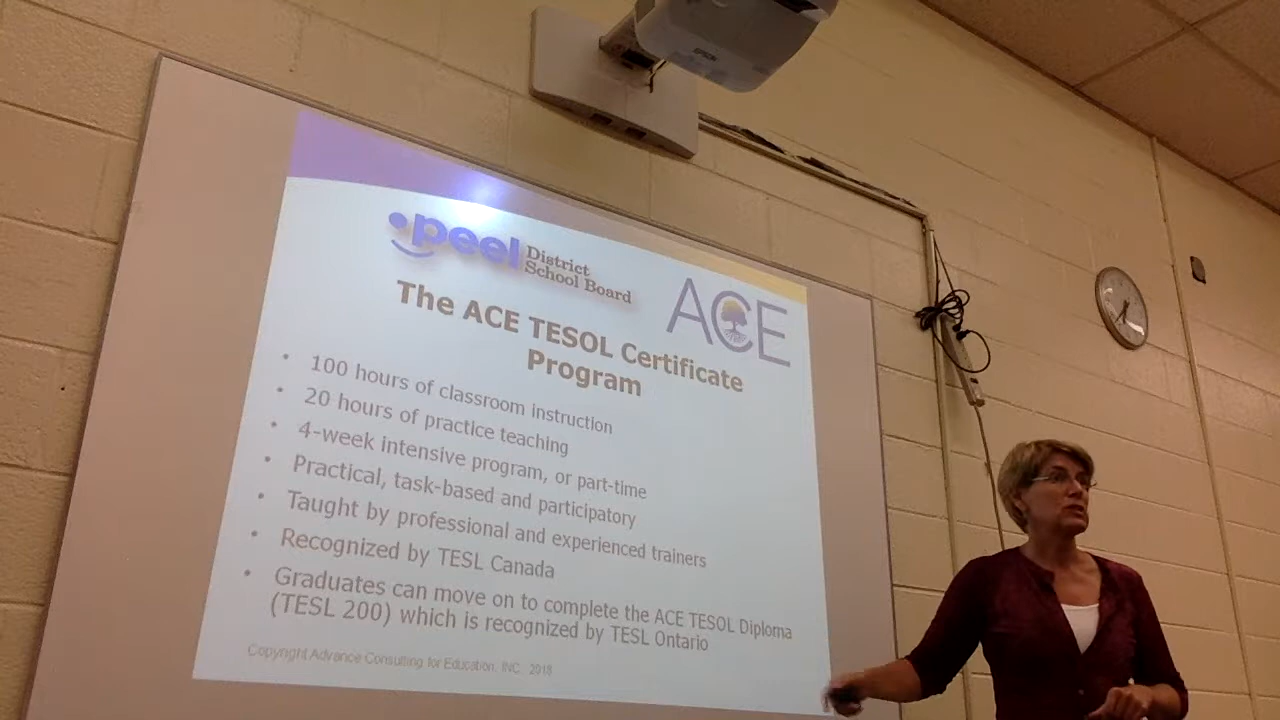 EPSON
peel District
School Board
ACE
The ACE TESOL Certificate
Program
• 100 hours of classroom instruction
• 20 hours of practice teaching
• 4-week intensive program, or part-time
• Practical, task-based and participatory
• Taught by professional and experienced trainers
• Recognized by TESL Canada
• Graduates can move on to complete the ACE TESOL Diploma
(TESL 200) which is recognized by TESL Ontario
Copyright Advance Consulting for Education, INC. 2018